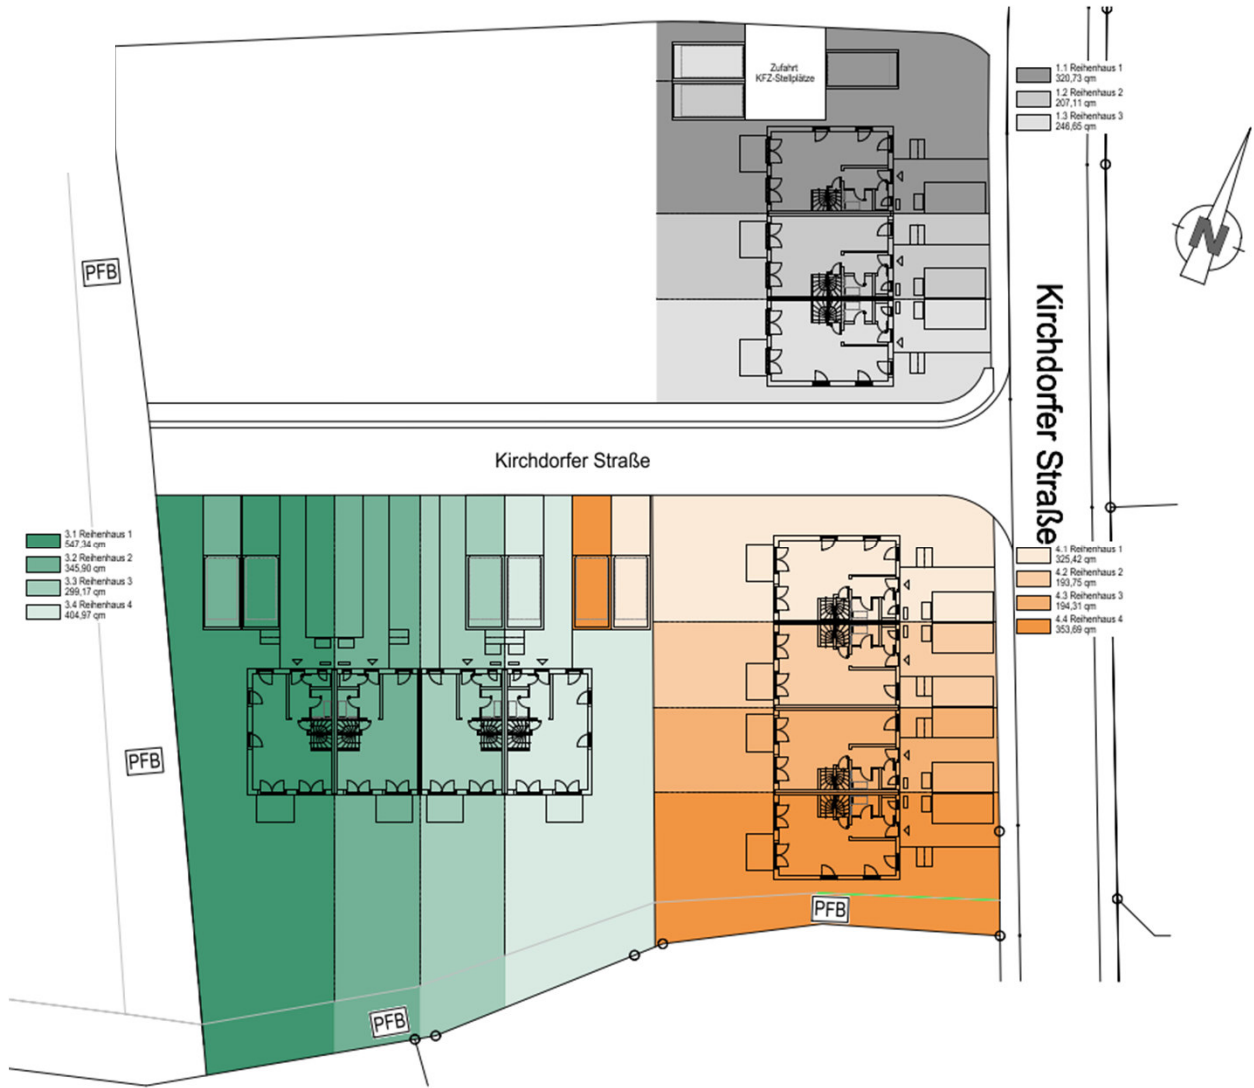 Zufahrt
KFZ-Stellplätze
1.1 Reihenhaus 1
320,73 qm
1.2 Reihenhaus 2
207,11 qm
1.3 Reihenhaus 3
246,65 qm
N
PFB
Kirchdorfer Straße
Kirchdorfer Straße
3.1 Reihenhaus 1
547,34 qm
3.2 Reihenhaus 2
345,90 qm
3.3 Reihenhaus 3
299,17 qm
3.4 Reihenhaus 4
404,97 qm
4.1 Reihenhaus 1
325,42 qm
4.2 Reihenhaus 2
193,75 qm
4.3 Reihenhaus 3
194,31 qm
4.4 Reihenhaus 4
353,69 qm
PFB
PFB
PFB